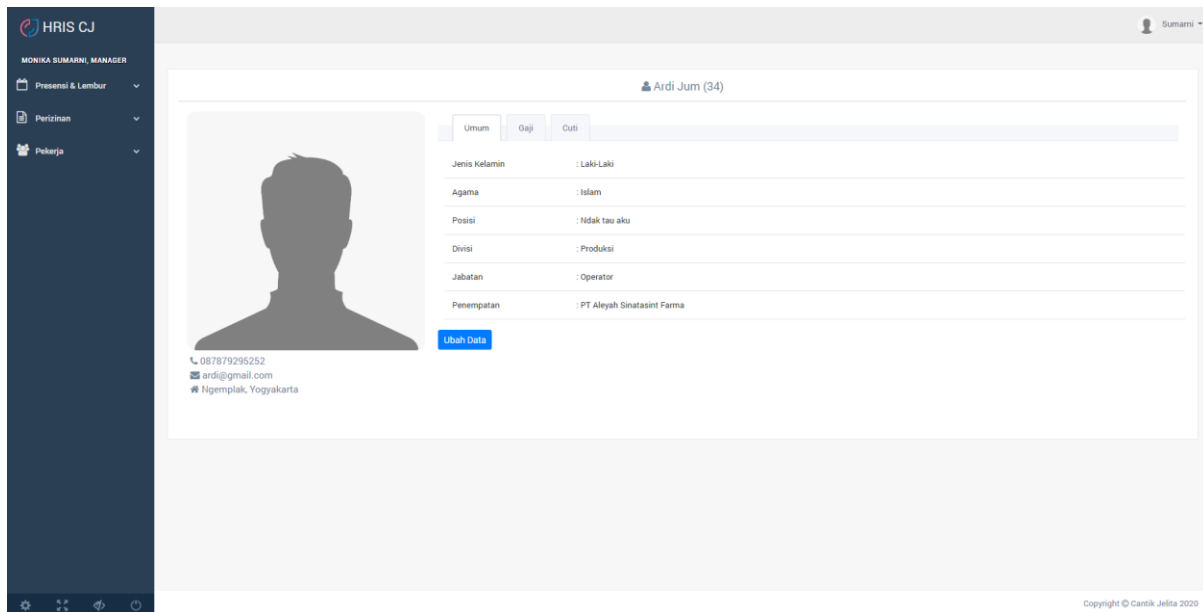 HRIS CJ
Sumarni
MONIKA SUMARNI, MANAGER
Presensi & Lembur
Perizinan
Pekerja
Ardi Jum (34)
Umum Gaji Cuti
Jenis Kelamin : Laki-Laki
Agama : Islam
Posisi : Ndak tau aku
Divisi : Produksi
Jabatan : Operator
Penempatan : PT Aleyah Sinatasint Farma
Ubah Data
087879295252
ardi@gmail.com
Ngemplak, Yogyakarta
Copyright © Cantik Jelita 2020